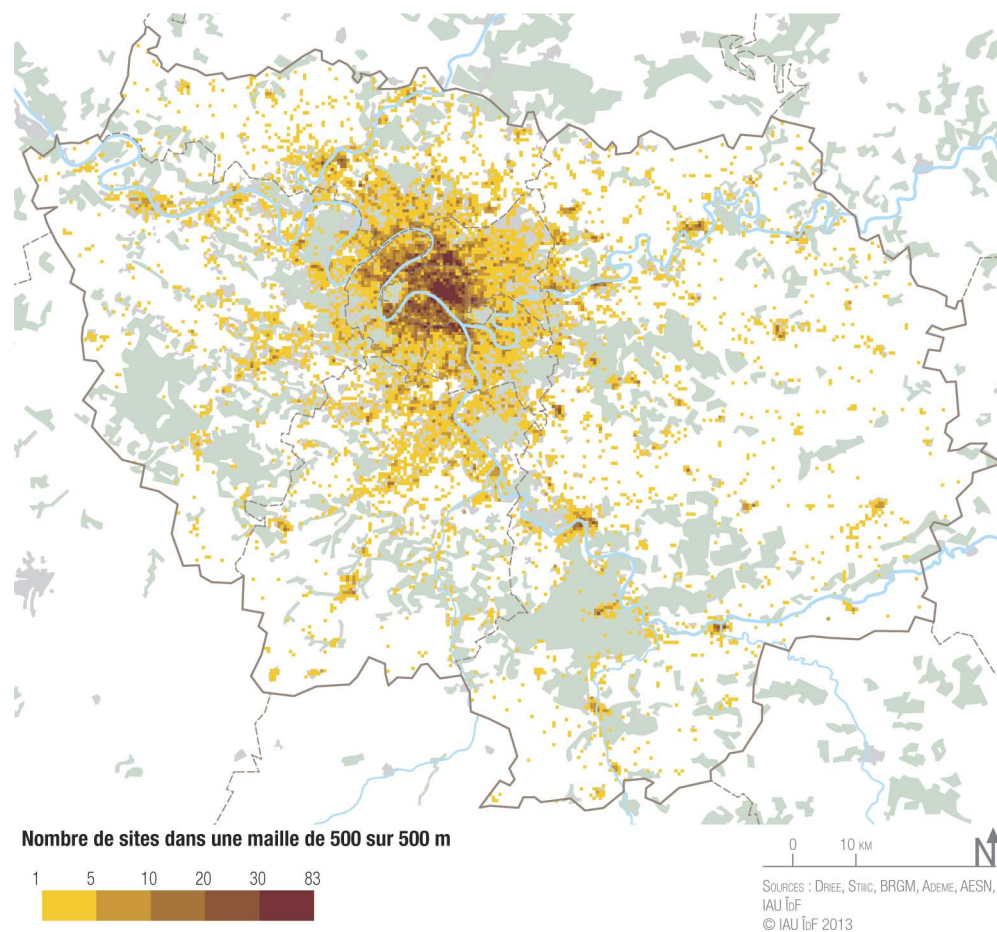 Nombre de sites dans une maille de 500 sur 500 m
1 5 10 20 30 83
0 10 KM
N
SOURCES : DRIEE, STIIIC, BRGM, ADEME, AESN,
IAU ÎDF
© IAU ÎDF 2013